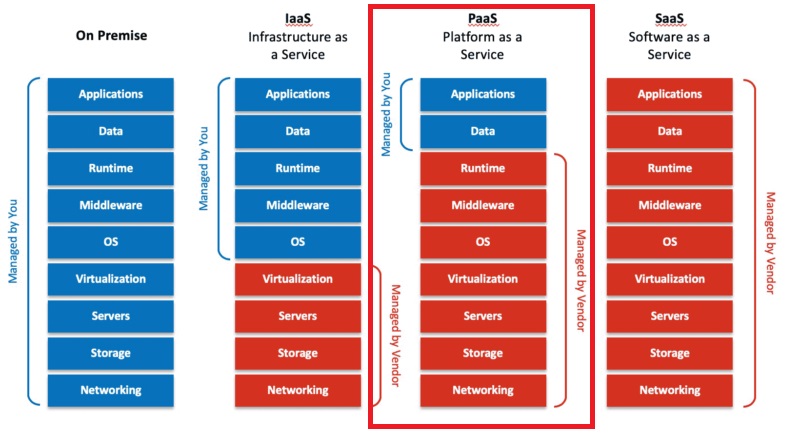 On Premise
Managed by You
Applications
Data
Runtime
Middleware
OS
Virtualization
Servers
Storage
Networking
IaaS
Infrastructure as
a Service
Managed by You
Applications
Data
Runtime
Middleware
OS
Virtualization
Servers
Storage
Networking
Managed by Vendor
PaaS
Platform as a
Service
Managed by You
Applications
Data
Runtime
Middleware
OS
Virtualization
Servers
Storage
Networking
Managed by Vendor
SaaS
Software as a
Service
Applications
Data
Runtime
Middleware
OS
Virtualization
Servers
Storage
Networking
Managed by Vendor